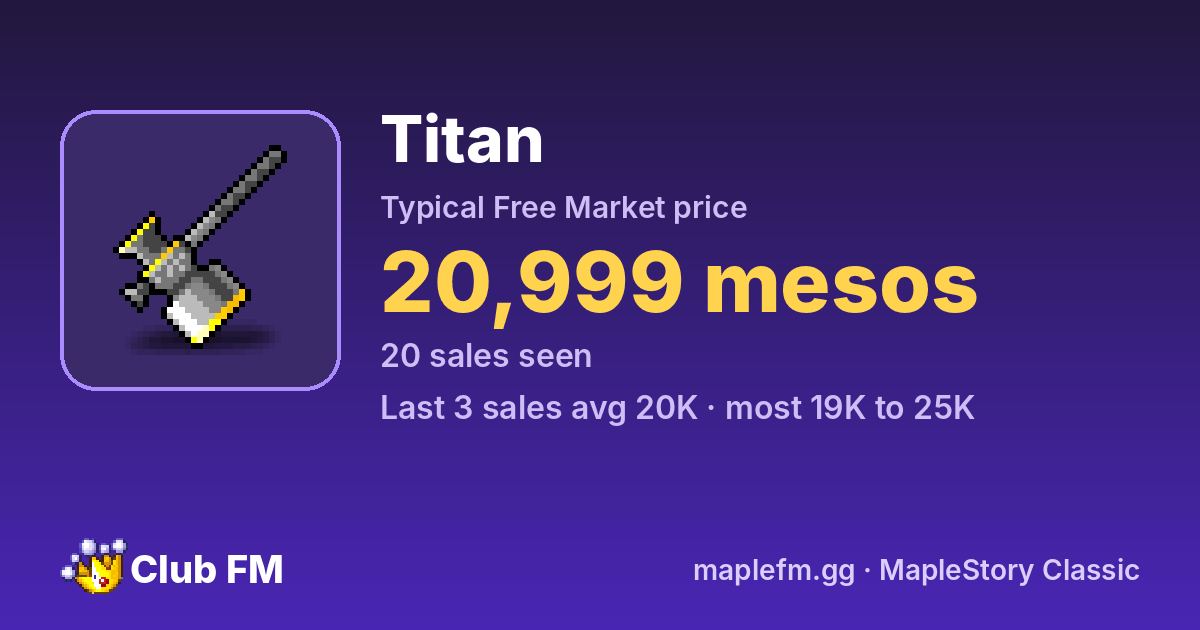 Titan
Typical Free Market price
20,999 mesos
20 sales seen
Last 3 sales avg 20K · most 19K to 25K
Club FM
maplefm.gg · MapleStory Classic